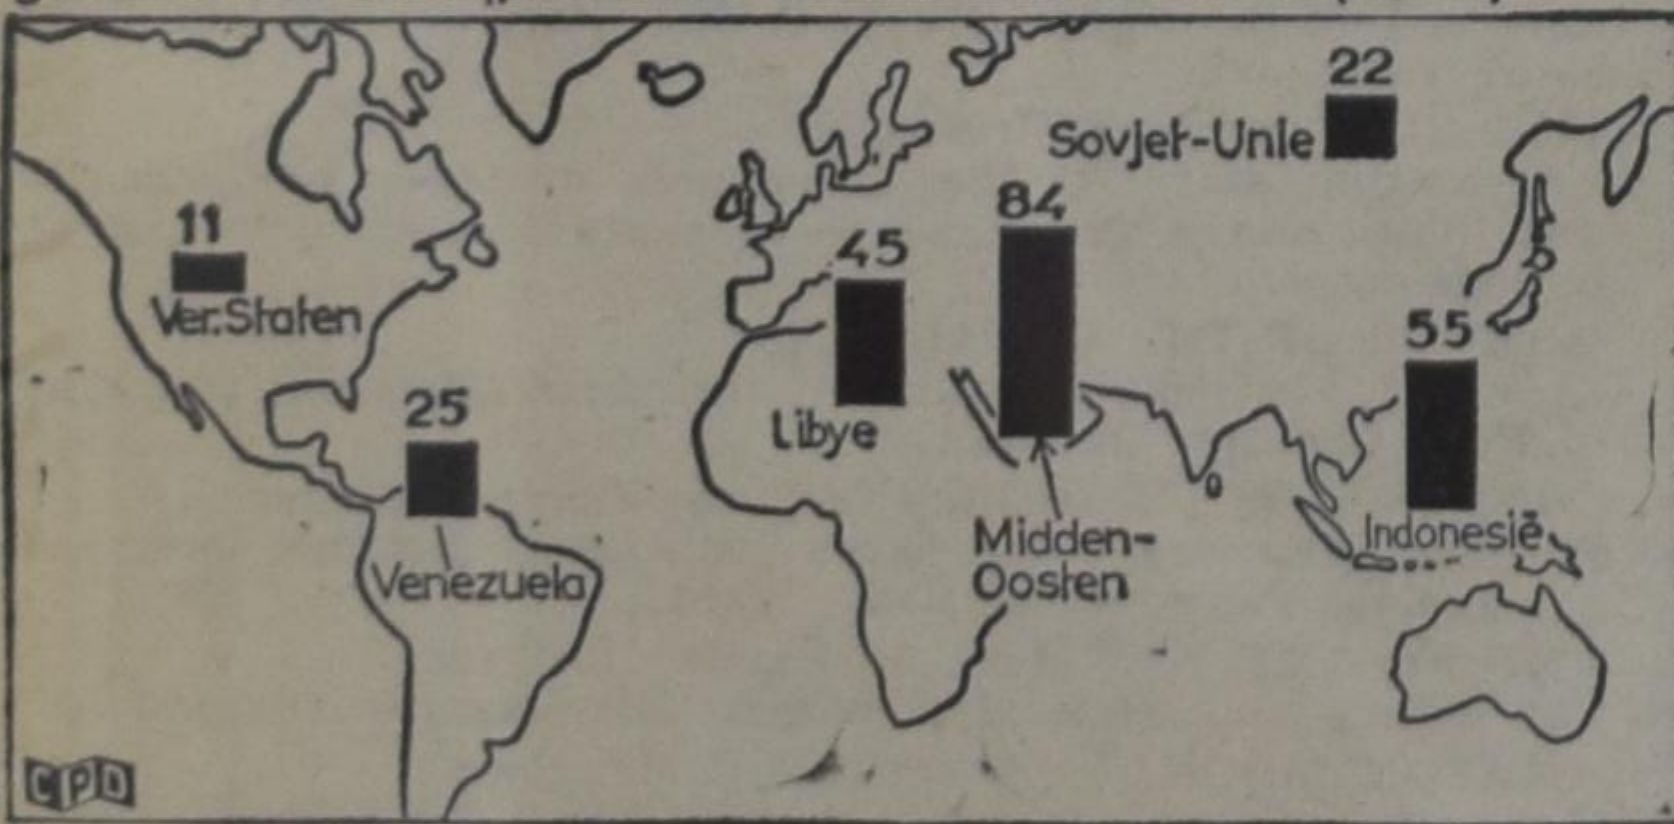 22
Sovjet-Unie
11
Ver.Staten
84
45
Libye
55
Indonesië
25
Venezuela
Midden-
Oosten
CPD